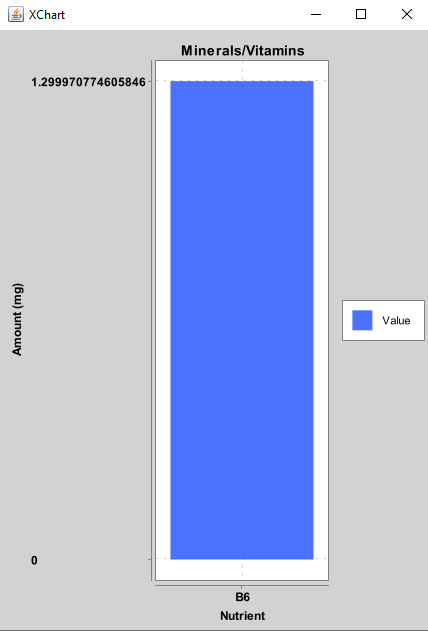 XChart
Minerals/Vitamins
1.299970774605846
Amount (mg)
Value
0
B6
Nutrient